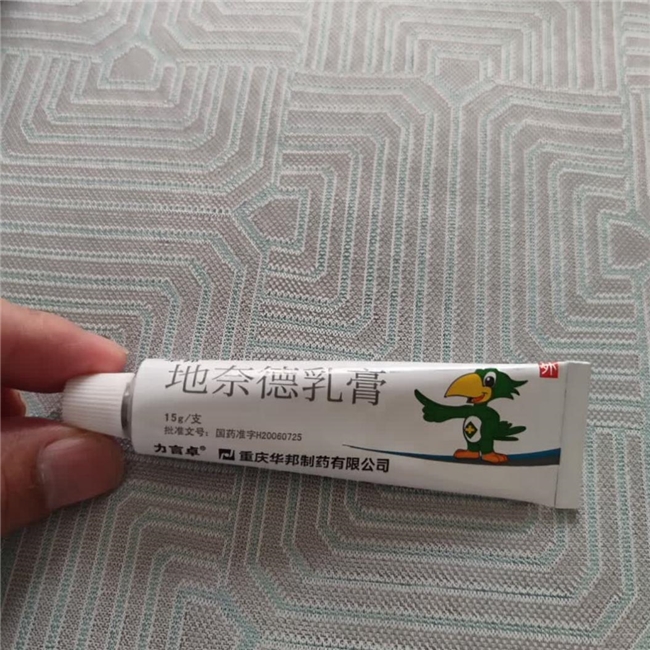 外
地奈德乳膏
15g/支
批准文号：国药准字H20060725
力言卓® 重庆华邦制药有限公司